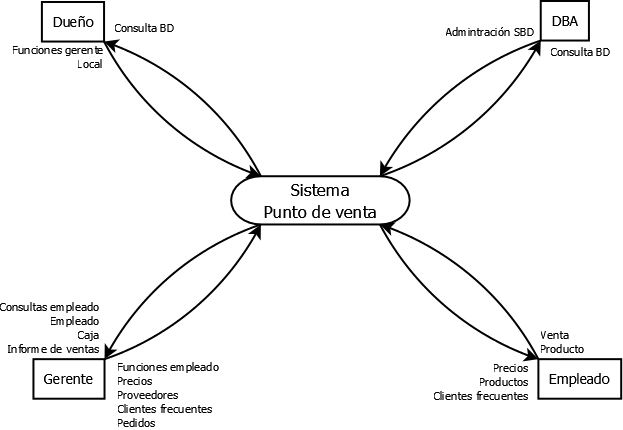 Dueño
Consulta BD
Funciones gerente
Local
DBA
Admintración SBD
Consulta BD
Sistema
Punto de venta
Consultas empleado
Empleado
Caja
Informe de ventas
Gerente
Funciones empleado
Precios
Proveedores
Clientes frecuentes
Pedidos
Venta
Producto
Precios
Productos
Clientes frecuentes
Empleado